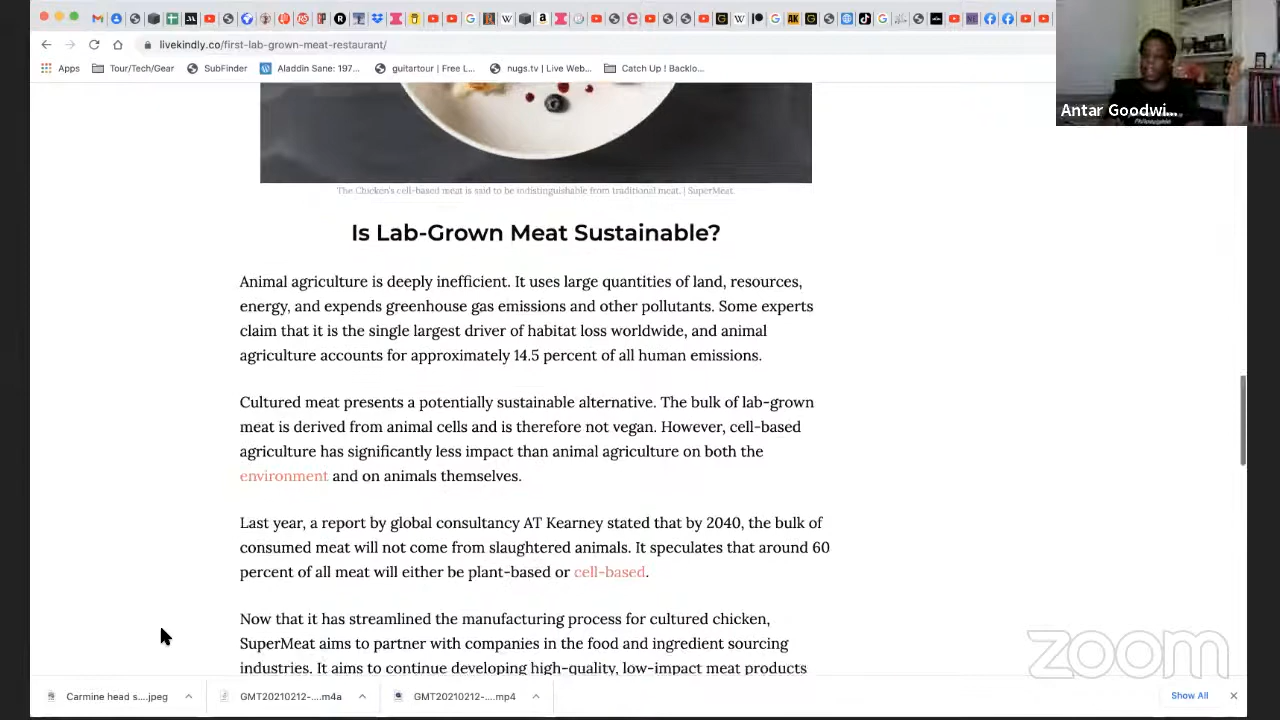 livekindly.co/first-lab-grown-meat-restaurant/
Apps Tour/Tech/Gear SubFinder Aladdin Sane: 197... guitartour | Free L... nugs.tv | Live Web... Catch Up ! Backlo...
Antar Goodwi...
The Chicken's cell-based meat is said to be indistinguishable from traditional meat. | SuperMeat.
Is Lab-Grown Meat Sustainable?
Animal agriculture is deeply inefficient. It uses large quantities of land, resources,
energy, and expends greenhouse gas emissions and other pollutants. Some experts
claim that it is the single largest driver of habitat loss worldwide, and animal
agriculture accounts for approximately 14.5 percent of all human emissions.
Cultured meat presents a potentially sustainable alternative. The bulk of lab-grown
meat is derived from animal cells and is therefore not vegan. However, cell-based
agriculture has significantly less impact than animal agriculture on both the
environment and on animals themselves.
Last year, a report by global consultancy AT Kearney stated that by 2040, the bulk of
consumed meat will not come from slaughtered animals. It speculates that around 60
percent of all meat will either be plant-based or cell-based.
Now that it has streamlined the manufacturing process for cultured chicken,
SuperMeat aims to partner with companies in the food and ingredient sourcing
industries. It aims to continue developing high-quality, low-impact meat products
zoom
Carmine head s....jpeg GMT20210212-....m4a GMT20210212-....mp4 Show All